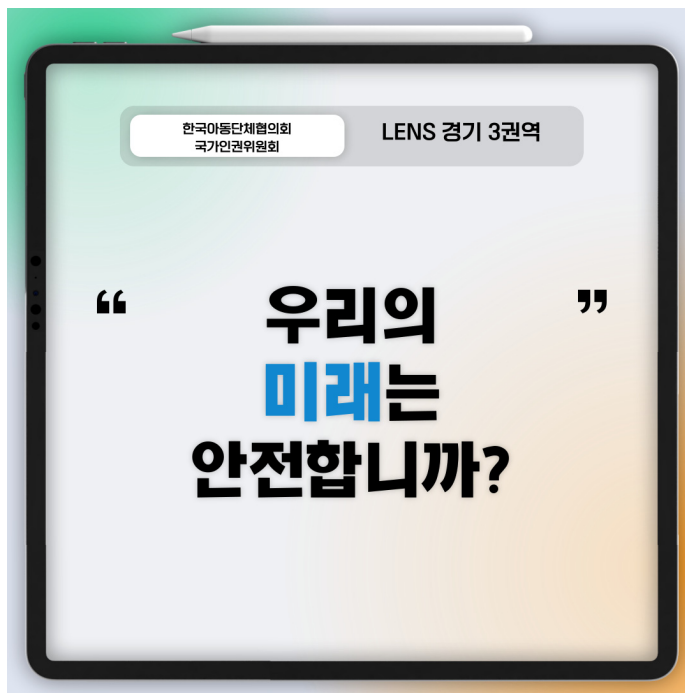 한국아동단체협의회
국가인권위원회
LENS 경기 3권역
“ 우리의 ”
미래는
안전합니까?